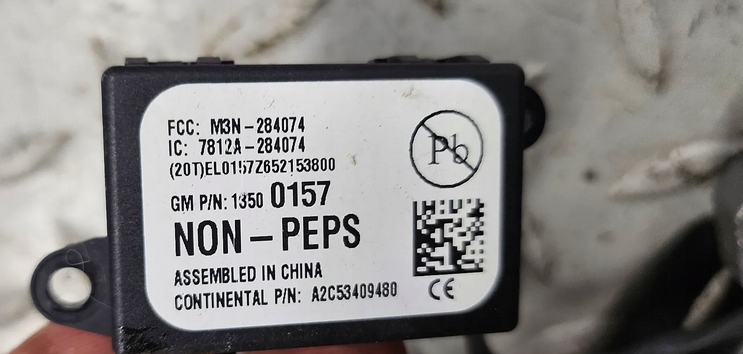 FCC: M3N-284074
IC: 7812A-284074
(20T)EL0157Z652153800
GM P/N: 1350 0157
NON-PEPS
ASSEMBLED IN CHINA
CONTINENTAL P/N: A2C53409480
Pb
CE